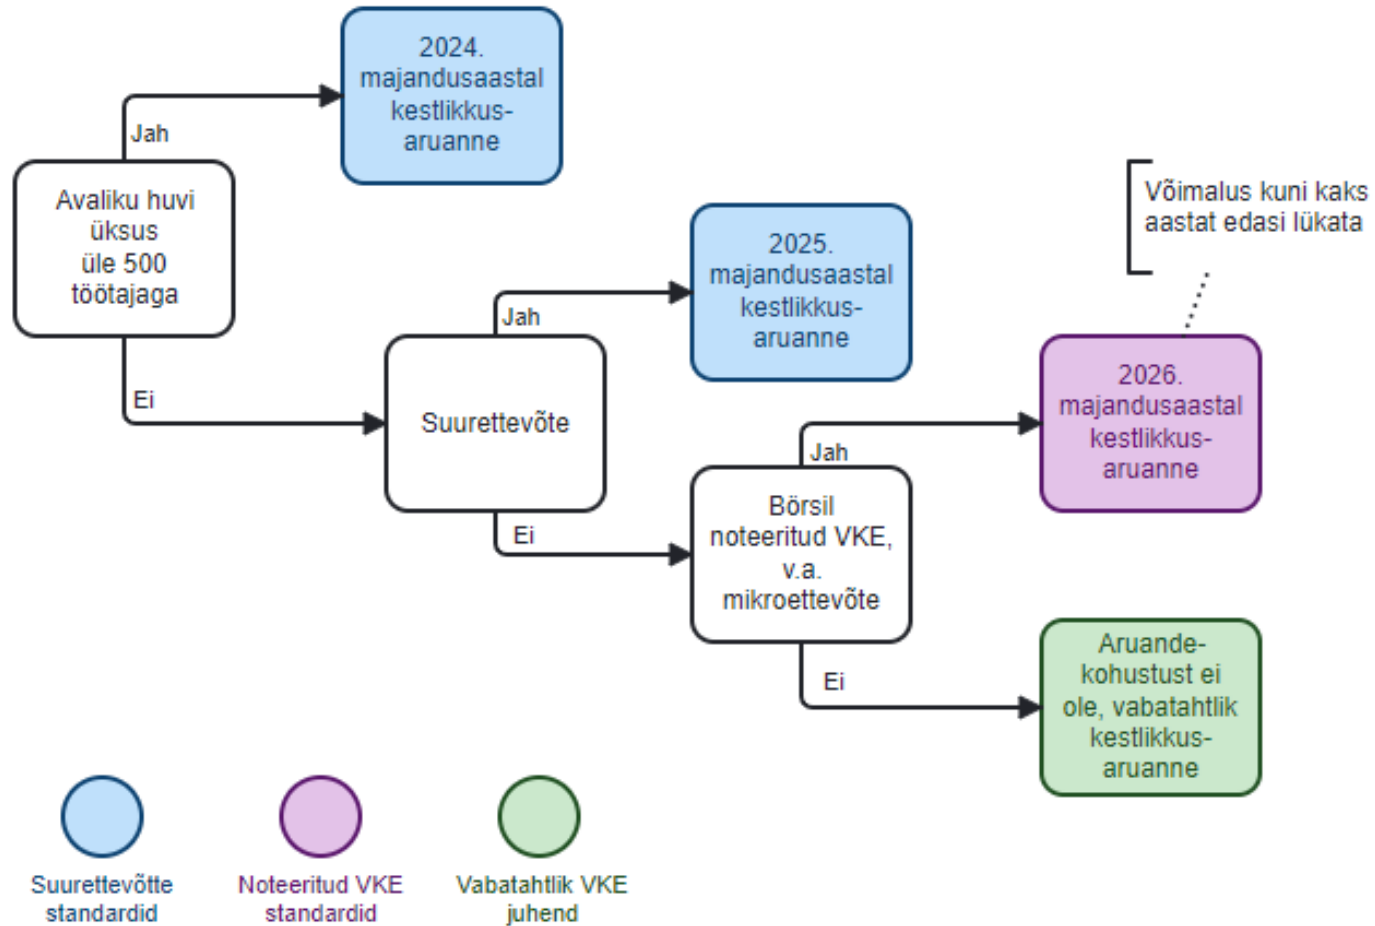 2024.
majandusaastal
kestlikkus-
aruanne
Jah
Avaliku huvi
üksus
üle 500
töötajaga
Ei
Võimalus kuni kaks
aastat edasi lükata
2025.
majandusaastal
kestlikkus-
aruanne
Jah
Suurettevõte
Ei
2026.
majandusaastal
kestlikkus-
aruanne
Jah
Börsil
noteeritud VKE,
v.a.
mikroettevõte
Ei
Aruande-
kohustust ei
ole, vabatahtlik
kestlikkus-
aruanne
Suurettevõtte
standardid
Noteeritud VKE
standardid
Vabatahtlik VKE
juhend